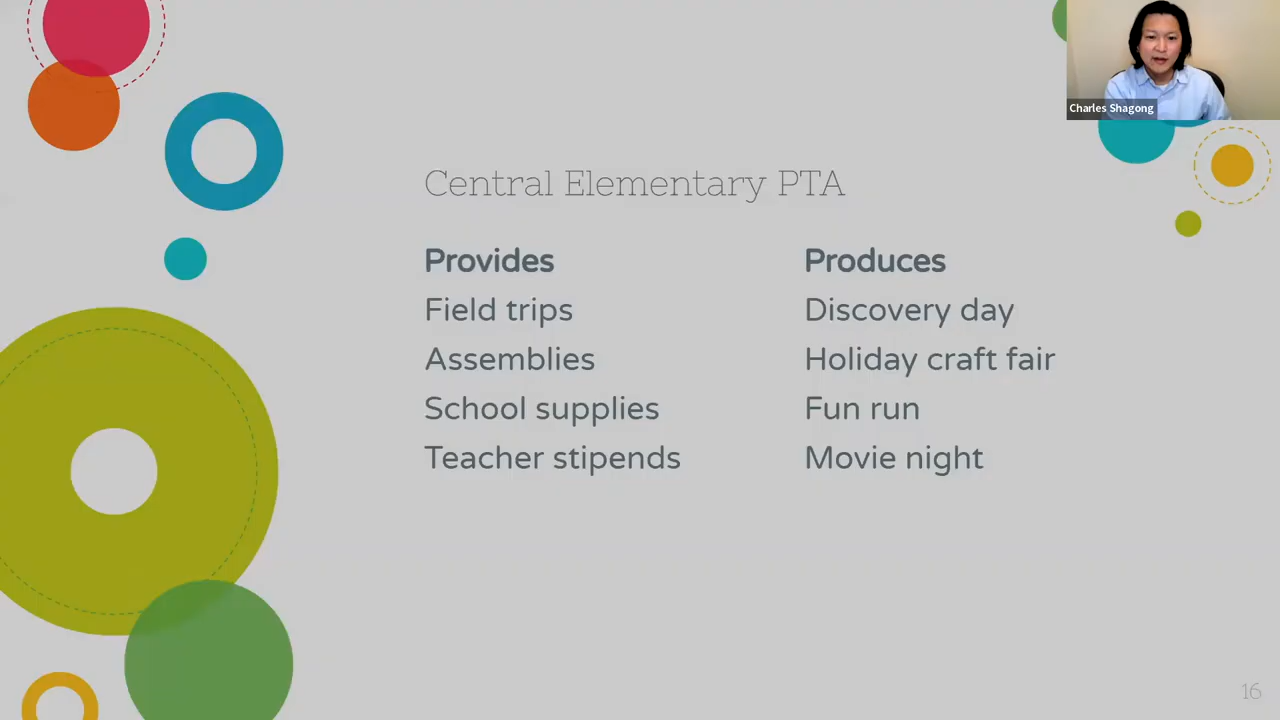 Charles Shagong
Central Elementary PTA
Provides
Field trips
Assemblies
School supplies
Teacher stipends
Produces
Discovery day
Holiday craft fair
Fun run
Movie night
16